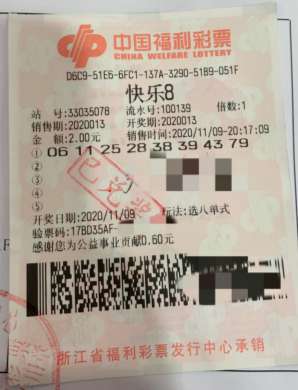 中国福利彩票
CHINA WELFARE LOTTERY
D6C9-51E6-6FC1-137A-3290-51B9-051F
快乐8
站 号:33035078 流水号:100139 倍数:1
销售期:2020013 开奖期:2020013
金 额:2.00元 销售时间:2020/11/09-20:17:09
① 06 11 25 28 38 39 43 79
②
③
④
⑤
已兑奖
开奖日期:2020/11/09 玩法:选八单式
验票码:17BD35AF-
感谢您为公益事业贡献0.60元
浙江省福利彩票发行中心承销